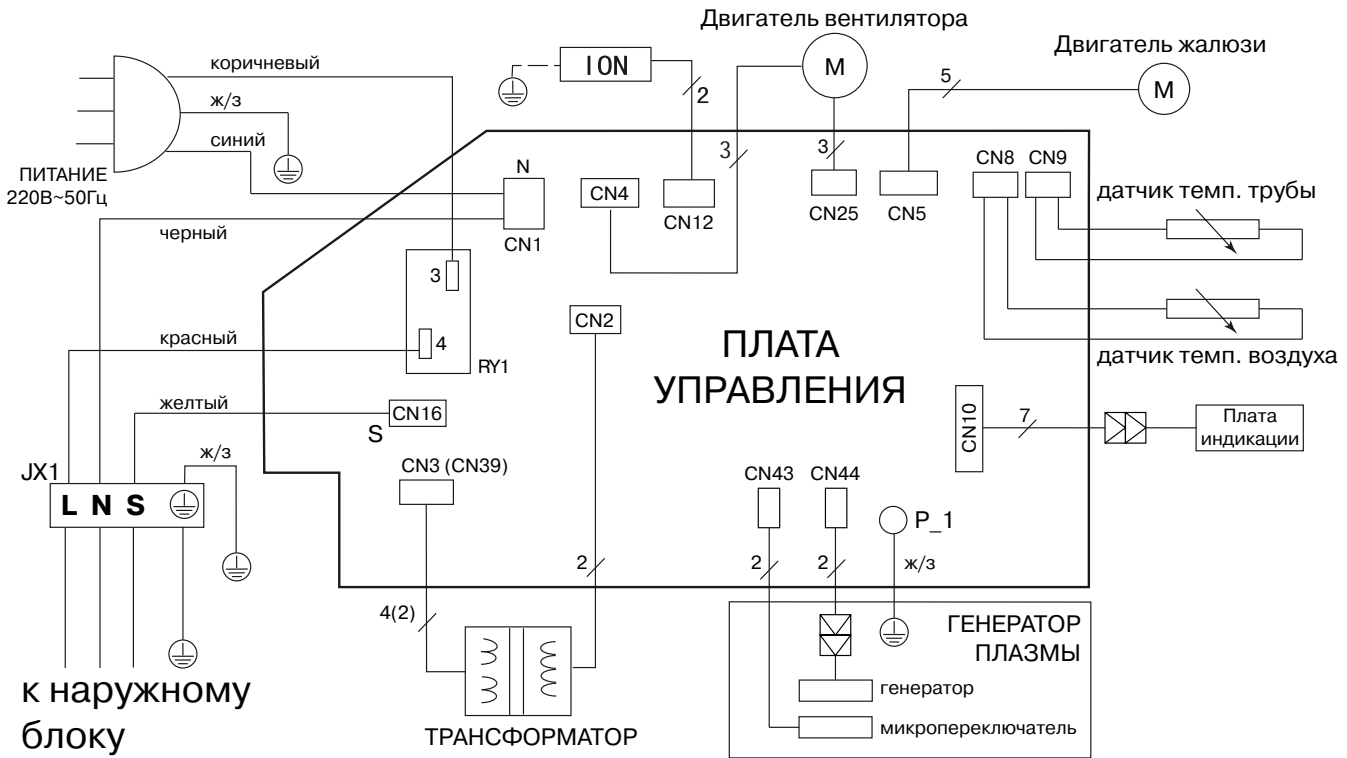 Двигатель вентилятора
Двигатель жалюзи
коричневый
ION
M
M
5
2
ж/з
синий
3
3
N
CN8 CN9
ПИТАНИЕ
220В~50Гц
CN4
CN12
CN25
CN5
датчик темп. трубы
черный
CN1
3
CN2
красный
4
RY1
ПЛАТА
УПРАВЛЕНИЯ
датчик темп. воздуха
желтый
CN16
S
CN10
7
Плата
индикации
ж/з
JX1
CN3 (CN39)
CN43 CN44
L N S
P_1
2
2
2
ж/з
4(2)
ГЕНЕРАТОР
ПЛАЗМЫ
генератор
микропереключатель
к наружному
блоку
ТРАНСФОРМАТОР